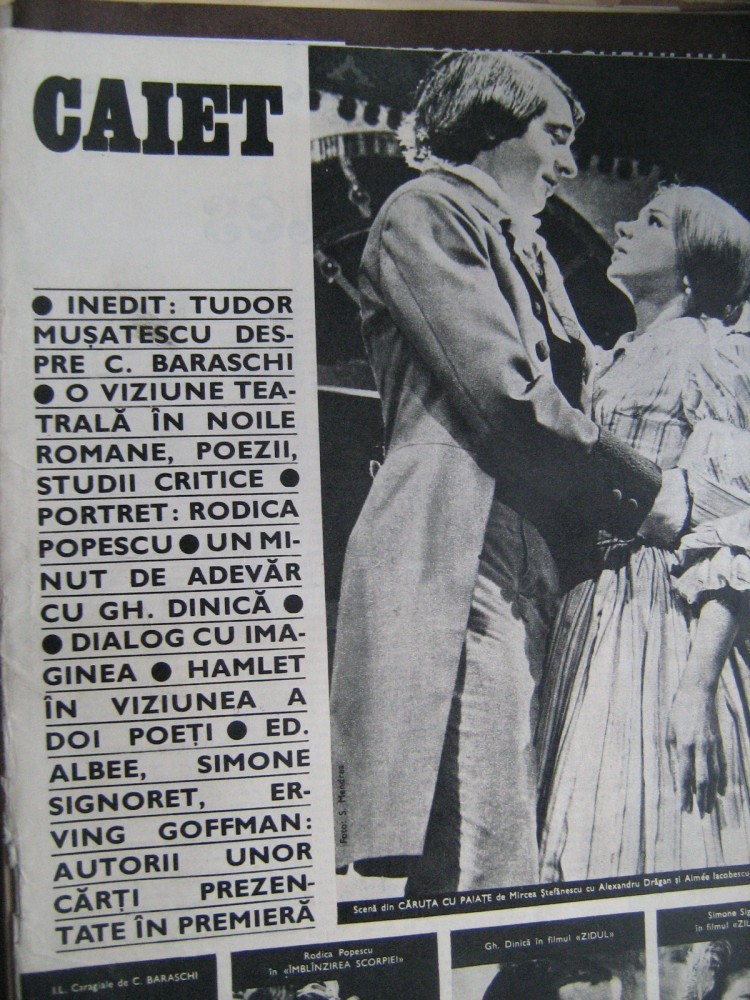 CAIET
● INEDIT: TUDOR
MUȘATESCU DES-
PRE C. BARASCHI
● O VIZIUNE TEA-
TRALĂ ÎN NOILE
ROMANE, POEZII,
STUDII CRITICE ●
PORTRET: RODICA
POPESCU ● UN MI-
NUT DE ADEVĂR
CU GH. DINICĂ ●
● DIALOG CU IMA-
GINEA ● HAMLET
ÎN VIZIUNEA A
DOI POEȚI ● ED.
ALBEE, SIMONE
SIGNORET, ER-
VING GOFFMAN:
AUTORII UNOR
CĂRȚI PREZEN-
TATE ÎN PREMIERĂ
Foto: S. Mendrea
Scenă din CĂRUȚA CU PAIAȚE de Mircea Ștefănescu cu Alexandru Drăgan și Aimée Iacobescu
I.L. Caragiale de C. BARASCHI
Rodica Popescu
în «ÎMBLÎNZIREA SCORPIEI»
Gh. Dinică în filmul «ZIDUL»
Simone
în filmul